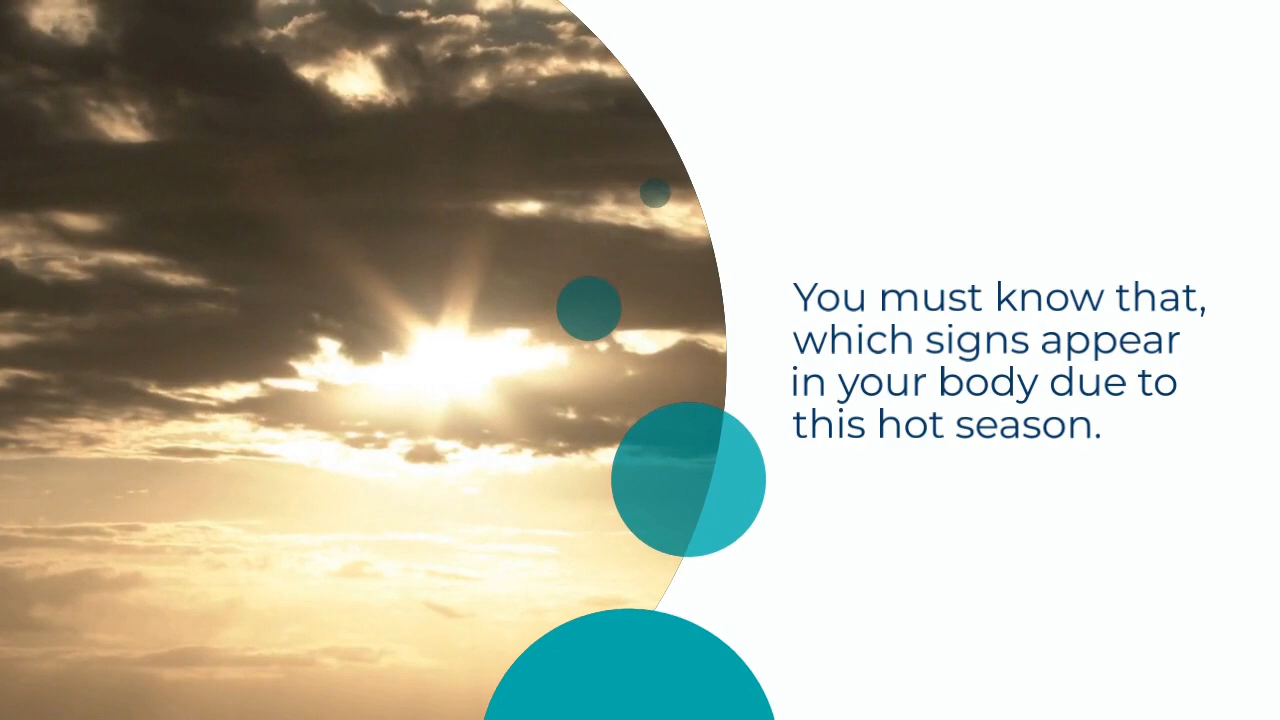 You must know that,
which signs appear
in your body due to
this hot season.